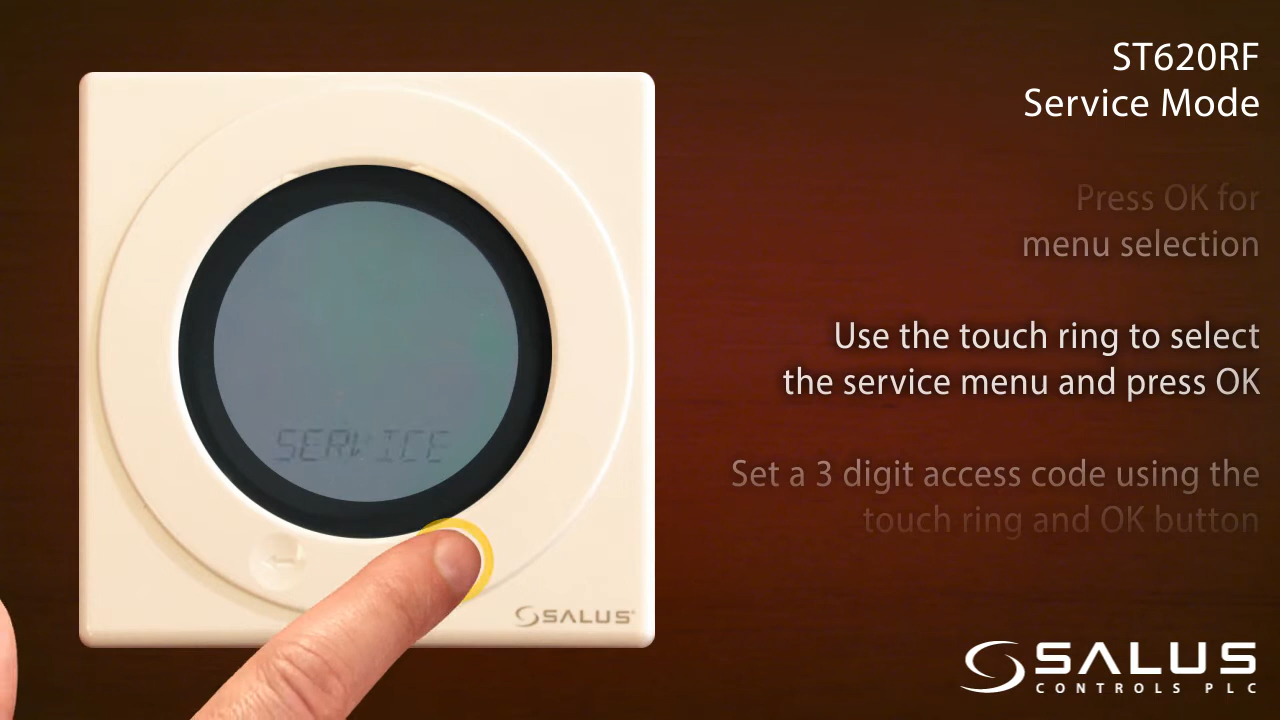 ST620RF
Service Mode
Press OK for
menu selection
Use the touch ring to select
the service menu and press OK
Set a 3 digit access code using the
touch ring and OK button
SERVICE
SALUS
SALUS
CONTROLS PLC